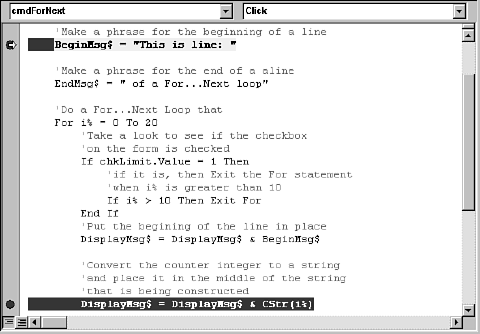 cmdForNext Click
'Make a phrase for the beginning of a line
BeginMsg$ = "This is line: "
'Make a phrase for the end of a aline
EndMsg$ = " of a For...Next loop"
'Do a For...Next Loop that
For i% = 0 To 20
'Take a look to see if the checkbox
'on the form is checked
If chkLimit.Value = 1 Then
'if it is, then Exit the For statement
'when i% is greater than 10
If i% > 10 Then Exit For
End If
'Put the begining of the line in place
DisplayMsg$ = DisplayMsg$ & BeginMsg$
'Convert the counter integer to a string
'and place it in the middle of the string
'that is being constructed
DisplayMsg$ = DisplayMsg$ & CStr(i%)